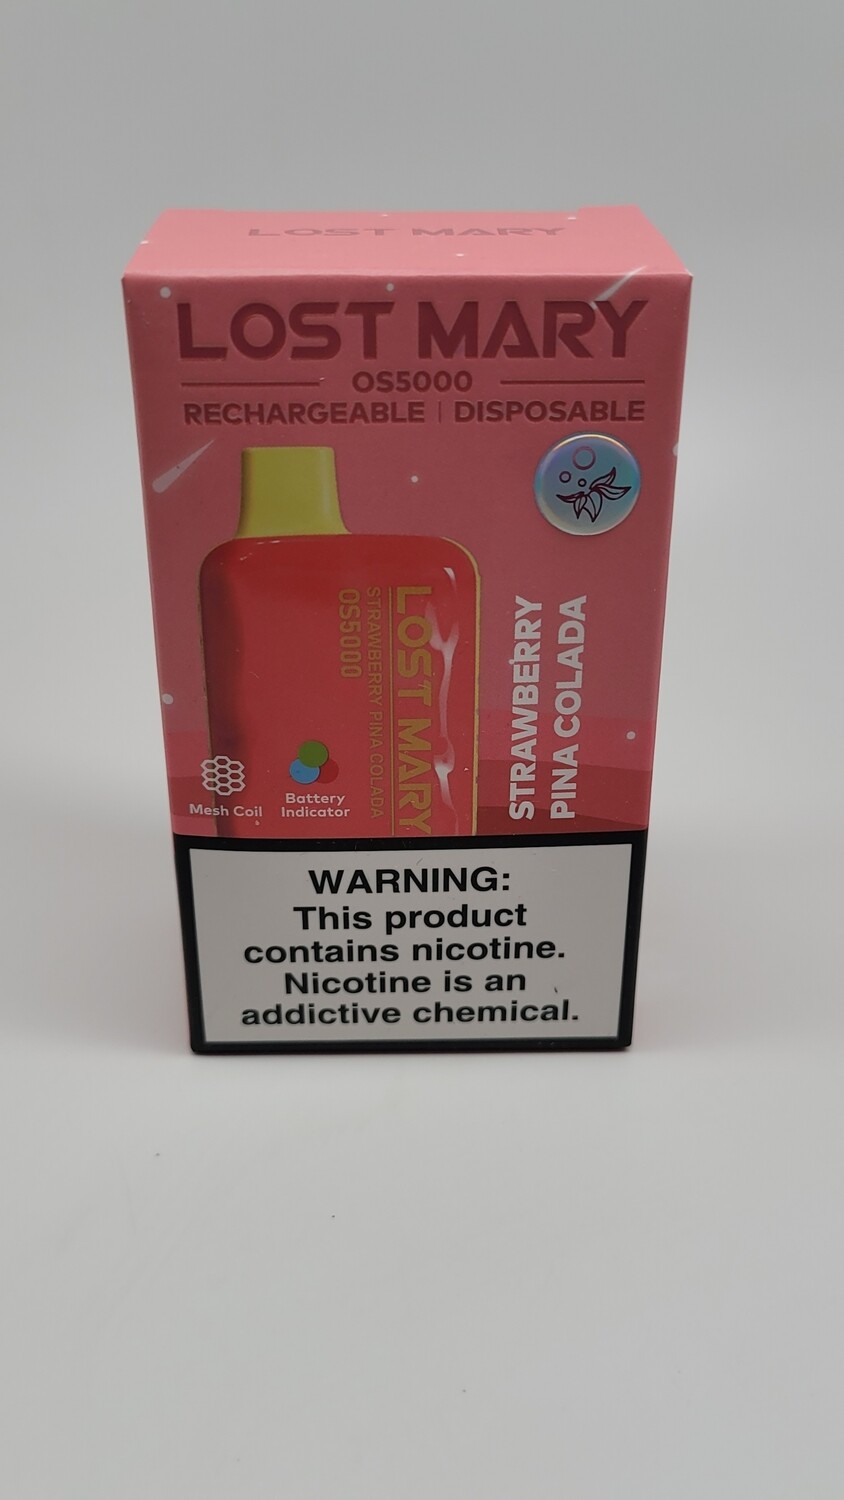 LOST MARY
LOST MARY
OS5000
RECHARGEABLE | DISPOSABLE
LOST MARY
STRAWBERRY PINA COLADA
OS5000
STRAWBERRY
PINA COLADA
Mesh Coil
Battery
Indicator
WARNING:
This product
contains nicotine.
Nicotine is an
addictive chemical.